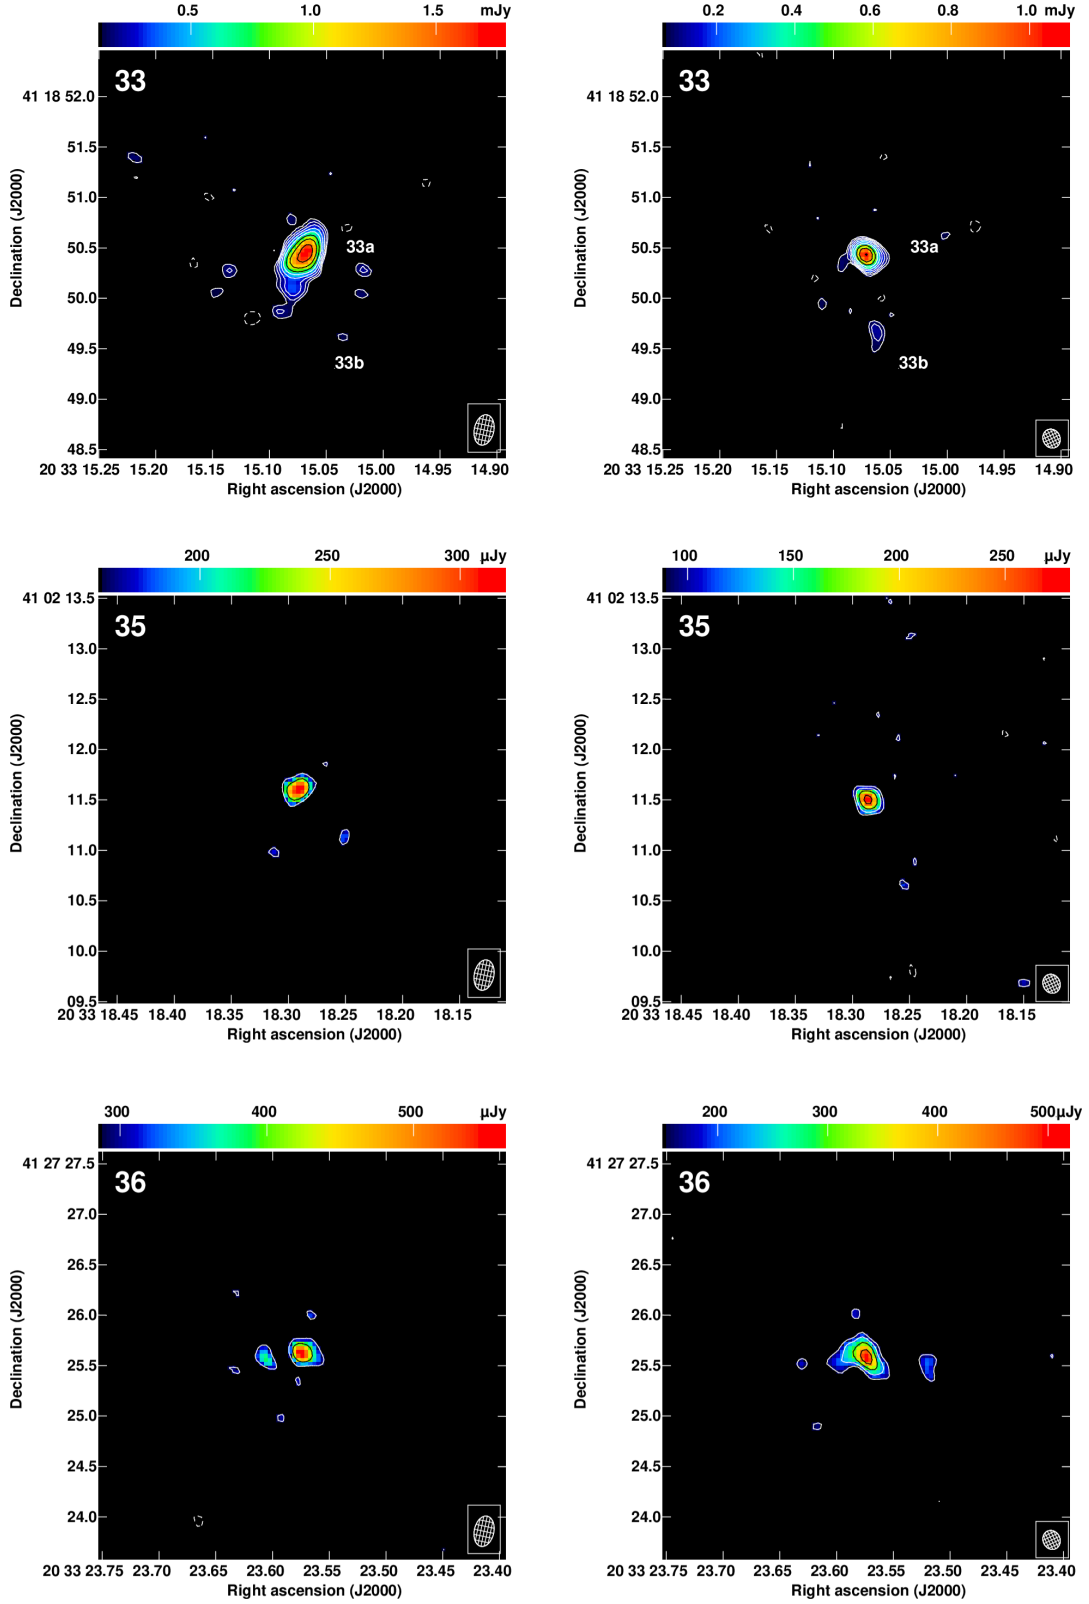 0.5 1.0 1.5 mJy
33
41 18 52.0
51.5
51.0
50.5
50.0
49.5
49.0
48.5
33a
33b
Declination (J2000)
20 33 15.25 15.20 15.15 15.10 15.05 15.00 14.95 14.90
Right ascension (J2000)
0.2 0.4 0.6 0.8 1.0 mJy
33
41 18 52.0
51.5
51.0
50.5
50.0
49.5
49.0
48.5
33a
33b
Declination (J2000)
20 33 15.25 15.20 15.15 15.10 15.05 15.00 14.95 14.90
Right ascension (J2000)
200 250 300 µJy
41 02 13.5
35
13.0
12.5
12.0
11.5
11.0
10.5
10.0
09.5
Declination (J2000)
20 33 18.45 18.40 18.35 18.30 18.25 18.20 18.15
Right ascension (J2000)
100 150 200 250 µJy
41 02 13.5
35
13.0
12.5
12.0
11.5
11.0
10.5
10.0
09.5
Declination (J2000)
20 33 18.45 18.40 18.35 18.30 18.25 18.20 18.15
Right ascension (J2000)
300 400 500 µJy
41 27 27.5
36
27.0
26.5
26.0
25.5
25.0
24.5
24.0
Declination (J2000)
20 33 23.75 23.70 23.65 23.60 23.55 23.50 23.45 23.40
Right ascension (J2000)
200 300 400 500µJy
41 27 27.5
36
27.0
26.5
26.0
25.5
25.0
24.5
24.0
Declination (J2000)
20 33 23.75 23.70 23.65 23.60 23.55 23.50 23.45 23.40
Right ascension (J2000)